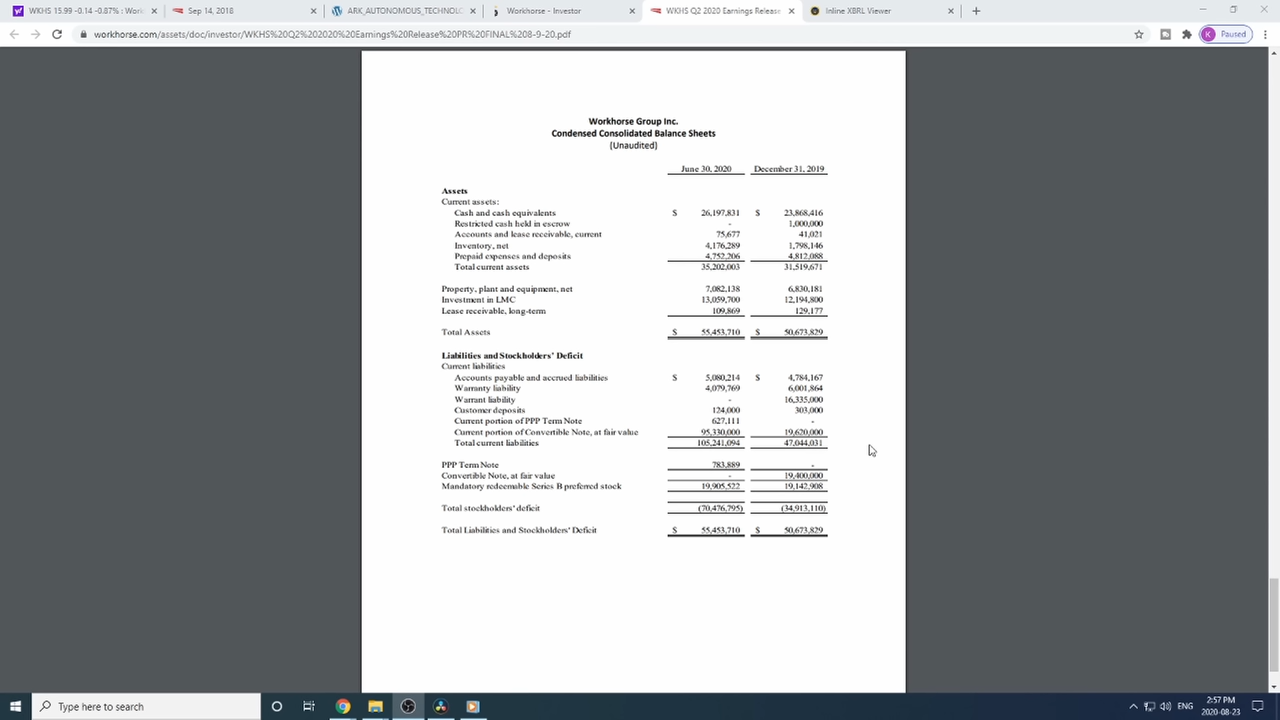 WKHS 15.99 -0.14 -0.87% : Work
Sep 14, 2018
ARK_AUTONOMOUS_TECHNOLO
Workhorse - Investor
WKHS Q2 2020 Earnings Release
Inline XBRL Viewer
workhorse.com/assets/doc/investor/WKHS%20Q2%202020%20Earnings%20Release%20PR%20FINAL%208-9-20.pdf
K Paused
Workhorse Group Inc.
Condensed Consolidated Balance Sheets
(Unaudited)
June 30, 2020 December 31, 2019
Assets
Current assets:
Cash and cash equivalents $ 26,197,831 $ 23,868,416
Restricted cash held in escrow - 1,000,000
Accounts and lease receivable, current 75,677 41,021
Inventory, net 4,176,289 1,798,146
Prepaid expenses and deposits 4,752,206 4,812,088
Total current assets 35,202,003 31,519,671
Property, plant and equipment, net 7,082,138 6,830,181
Investment in LMC 13,059,700 12,194,800
Lease receivable, long-term 109,869 129,177
Total Assets $ 55,453,710 $ 50,673,829
Liabilities and Stockholders' Deficit
Current liabilities
Accounts payable and accrued liabilities $ 5,080,214 $ 4,784,167
Warranty liability 4,079,769 6,001,864
Warrant liability - 16,335,000
Customer deposits 124,000 303,000
Current portion of PPP Term Note 627,111 -
Current portion of Convertible Note, at fair value 95,330,000 19,620,000
Total current liabilities 105,241,094 47,044,031
PPP Term Note 783,889 -
Convertible Note, at fair value - 19,400,000
Mandatory redeemable Series B preferred stock 19,905,522 19,142,908
Total stockholders' deficit (70,476,795) (34,913,110)
Total Liabilities and Stockholders' Deficit $ 55,453,710 $ 50,673,829
Type here to search
ENG
2:57 PM
2020-08-23